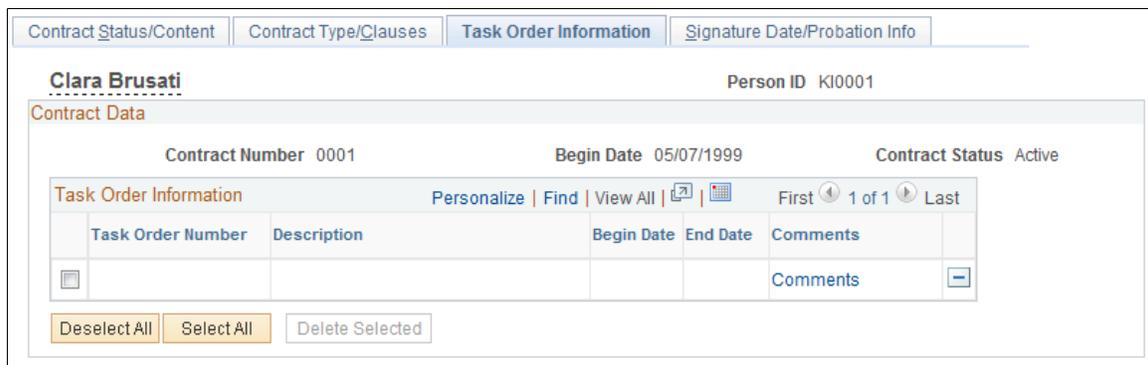 Contract Status/Content Contract Type/Clauses Task Order Information Signature Date/Probation Info
Clara Brusati Person ID KI0001
Contract Data
Contract Number 0001 Begin Date 05/07/1999 Contract Status Active
Task Order Information Personalize | Find | View All | | First 1 of 1 Last
Task Order Number Description Begin Date End Date Comments
Comments
Deselect All Select All Delete Selected